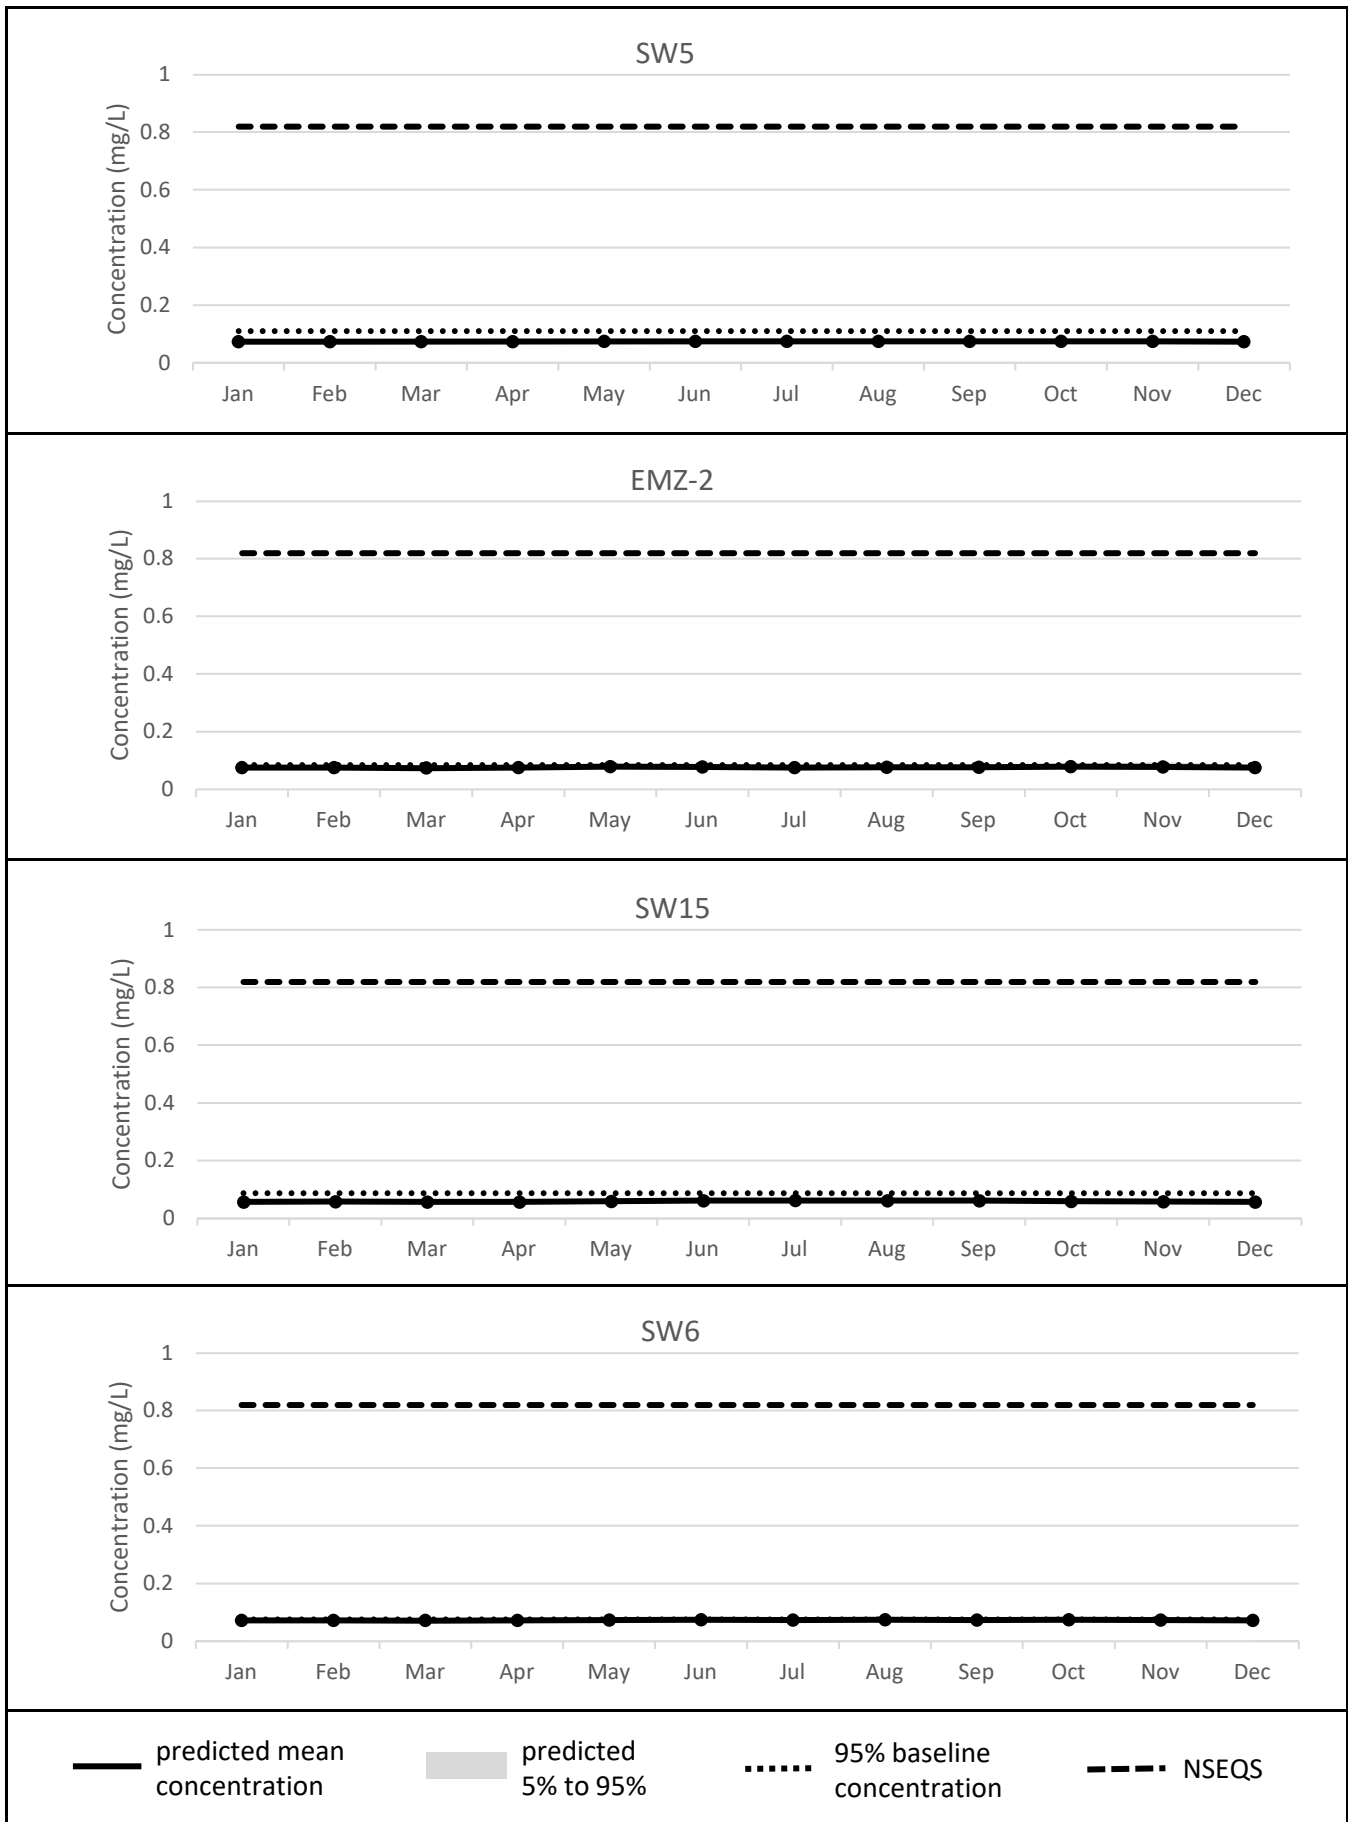 SW5
Concentration (mg/L)
1
0.8
0.6
0.4
0.2
0
Jan Feb Mar Apr May Jun Jul Aug Sep Oct Nov Dec
EMZ-2
Concentration (mg/L)
1
0.8
0.6
0.4
0.2
0
Jan Feb Mar Apr May Jun Jul Aug Sep Oct Nov Dec
SW15
Concentration (mg/L)
1
0.8
0.6
0.4
0.2
0
Jan Feb Mar Apr May Jun Jul Aug Sep Oct Nov Dec
SW6
Concentration (mg/L)
1
0.8
0.6
0.4
0.2
0
Jan Feb Mar Apr May Jun Jul Aug Sep Oct Nov Dec
predicted mean
concentration
predicted
5% to 95%
95% baseline
concentration
NSEQS